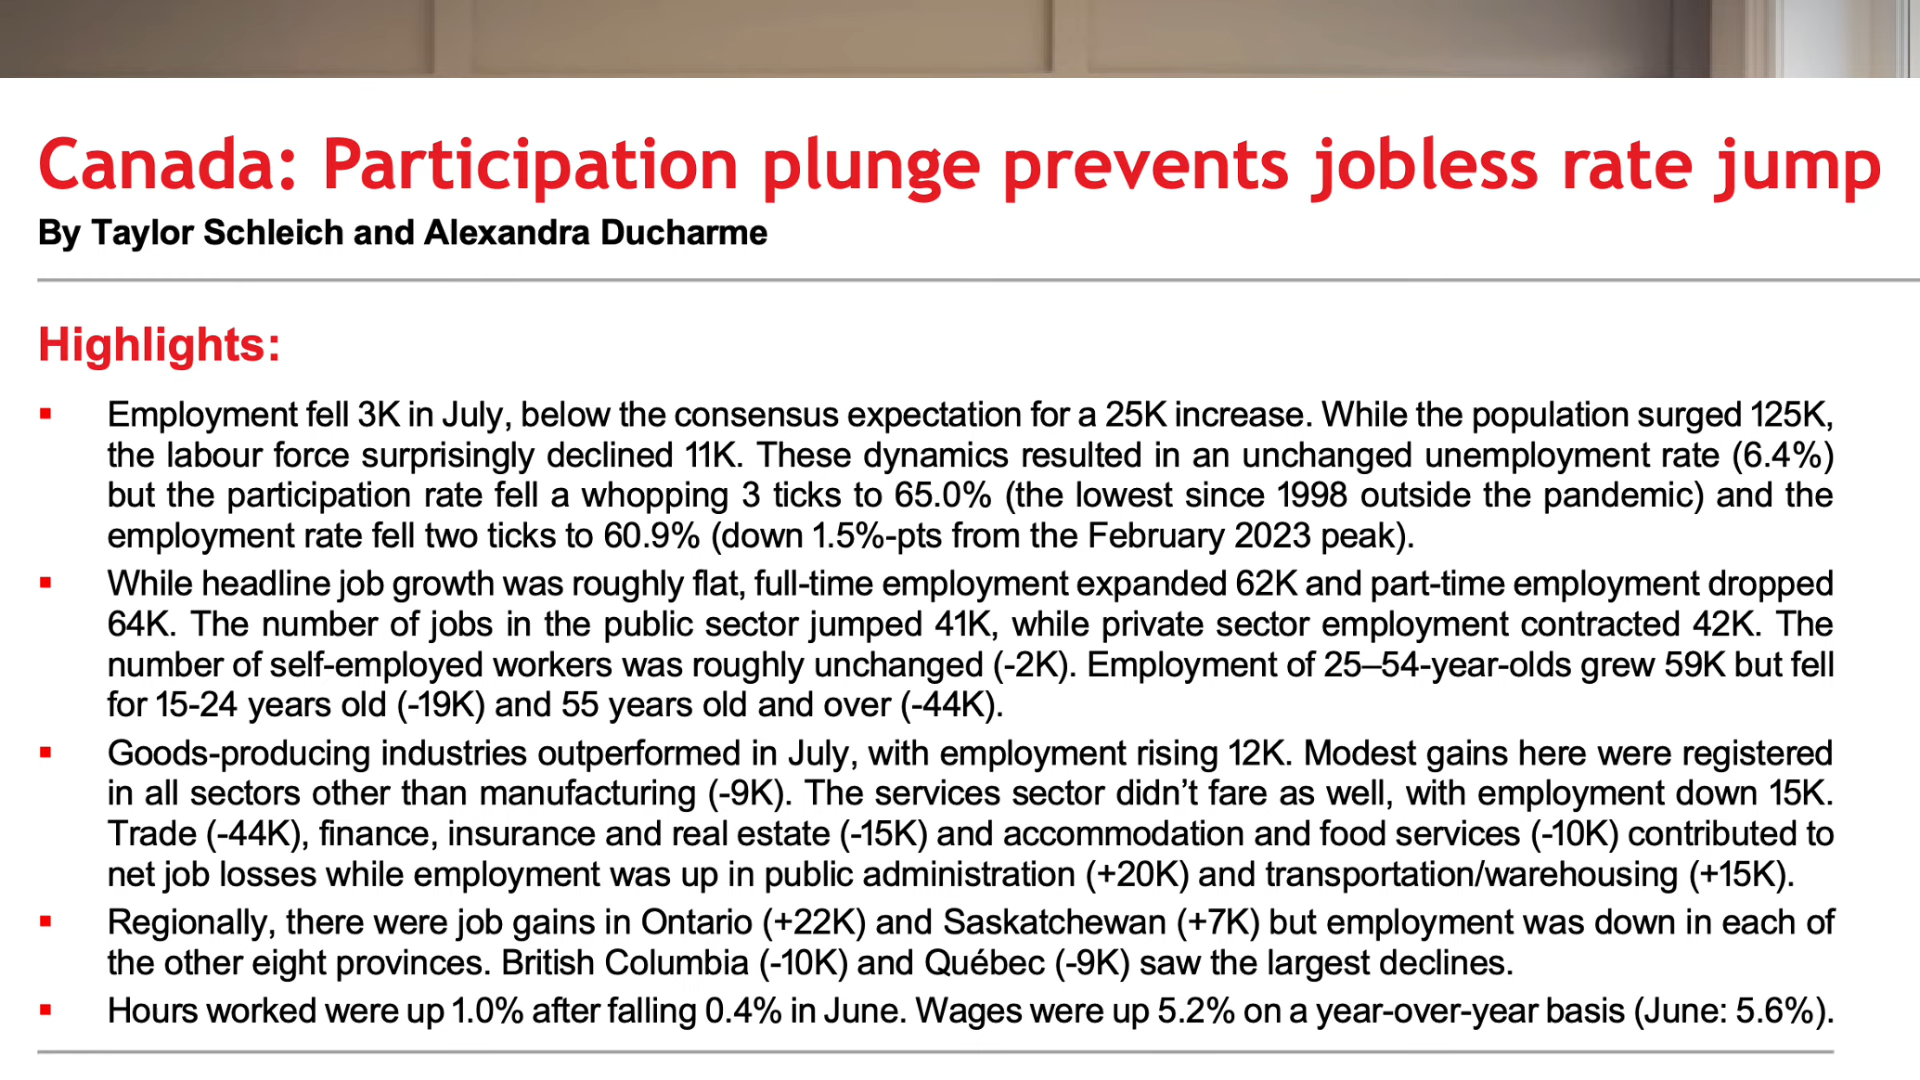 Canada: Participation plunge prevents jobless rate jump
By Taylor Schleich and Alexandra Ducharme
Highlights:
▪ Employment fell 3K in July, below the consensus expectation for a 25K increase. While the population surged 125K,
the labour force surprisingly declined 11K. These dynamics resulted in an unchanged unemployment rate (6.4%)
but the participation rate fell a whopping 3 ticks to 65.0% (the lowest since 1998 outside the pandemic) and the
employment rate fell two ticks to 60.9% (down 1.5%-pts from the February 2023 peak).
▪ While headline job growth was roughly flat, full-time employment expanded 62K and part-time employment dropped
64K. The number of jobs in the public sector jumped 41K, while private sector employment contracted 42K. The
number of self-employed workers was roughly unchanged (-2K). Employment of 25–54-year-olds grew 59K but fell
for 15-24 years old (-19K) and 55 years old and over (-44K).
▪ Goods-producing industries outperformed in July, with employment rising 12K. Modest gains here were registered
in all sectors other than manufacturing (-9K). The services sector didn’t fare as well, with employment down 15K.
Trade (-44K), finance, insurance and real estate (-15K) and accommodation and food services (-10K) contributed to
net job losses while employment was up in public administration (+20K) and transportation/warehousing (+15K).
▪ Regionally, there were job gains in Ontario (+22K) and Saskatchewan (+7K) but employment was down in each of
the other eight provinces. British Columbia (-10K) and Québec (-9K) saw the largest declines.
▪ Hours worked were up 1.0% after falling 0.4% in June. Wages were up 5.2% on a year-over-year basis (June: 5.6%).